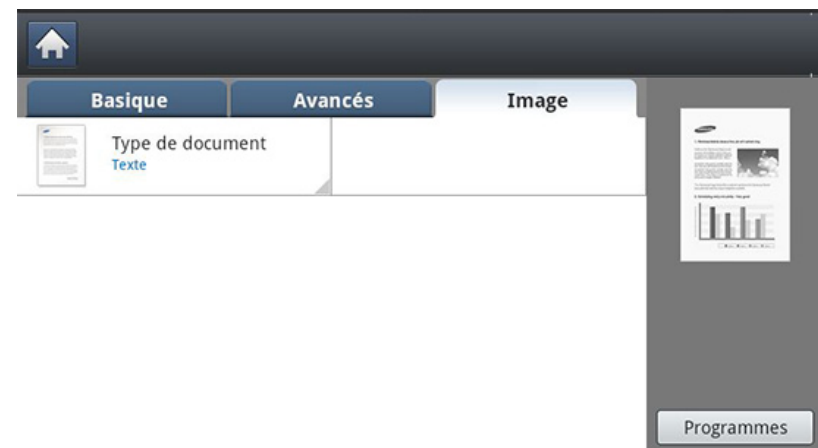 Basique
Avancés
Image
Type de document
Texte
Programmes